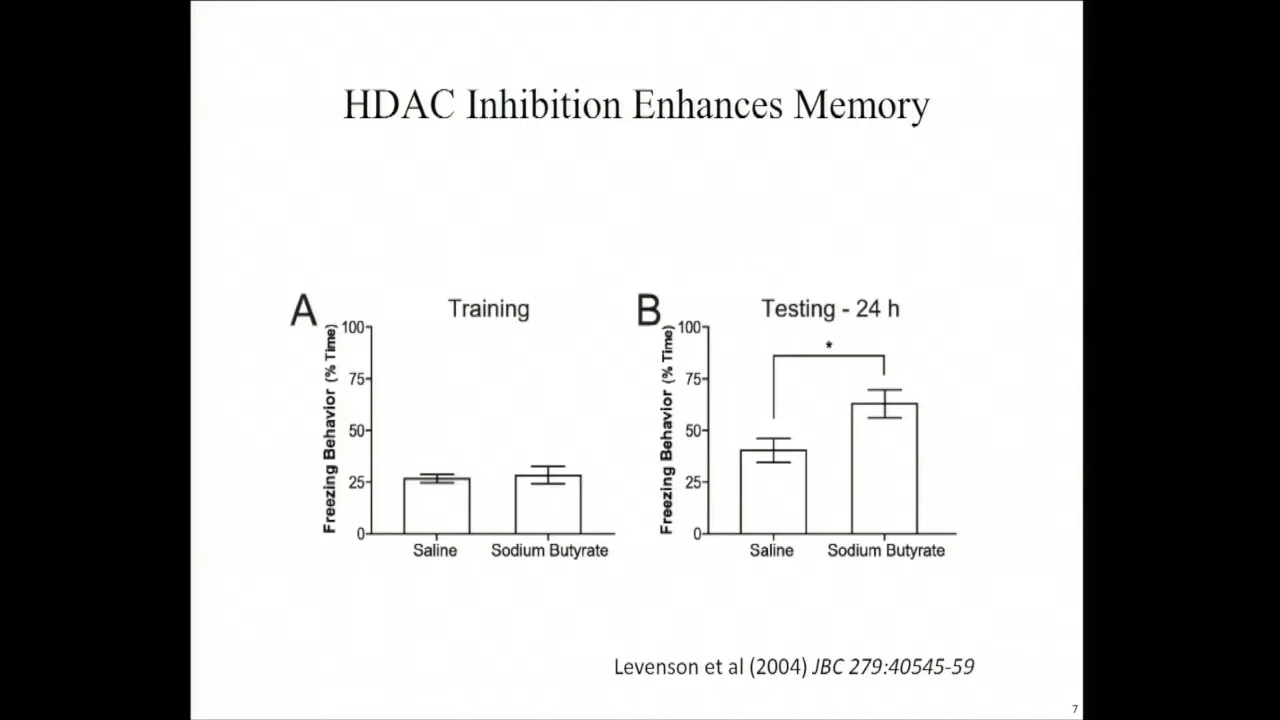 HDAC Inhibition Enhances Memory
A
Training
Freezing Behavior (% Time)
100
75
50
25
0
Saline
Sodium Butyrate
B
Testing - 24 h
*
Freezing Behavior (% Time)
100
75
50
25
0
Saline
Sodium Butyrate
Levenson et al (2004) JBC 279:40545-59
7